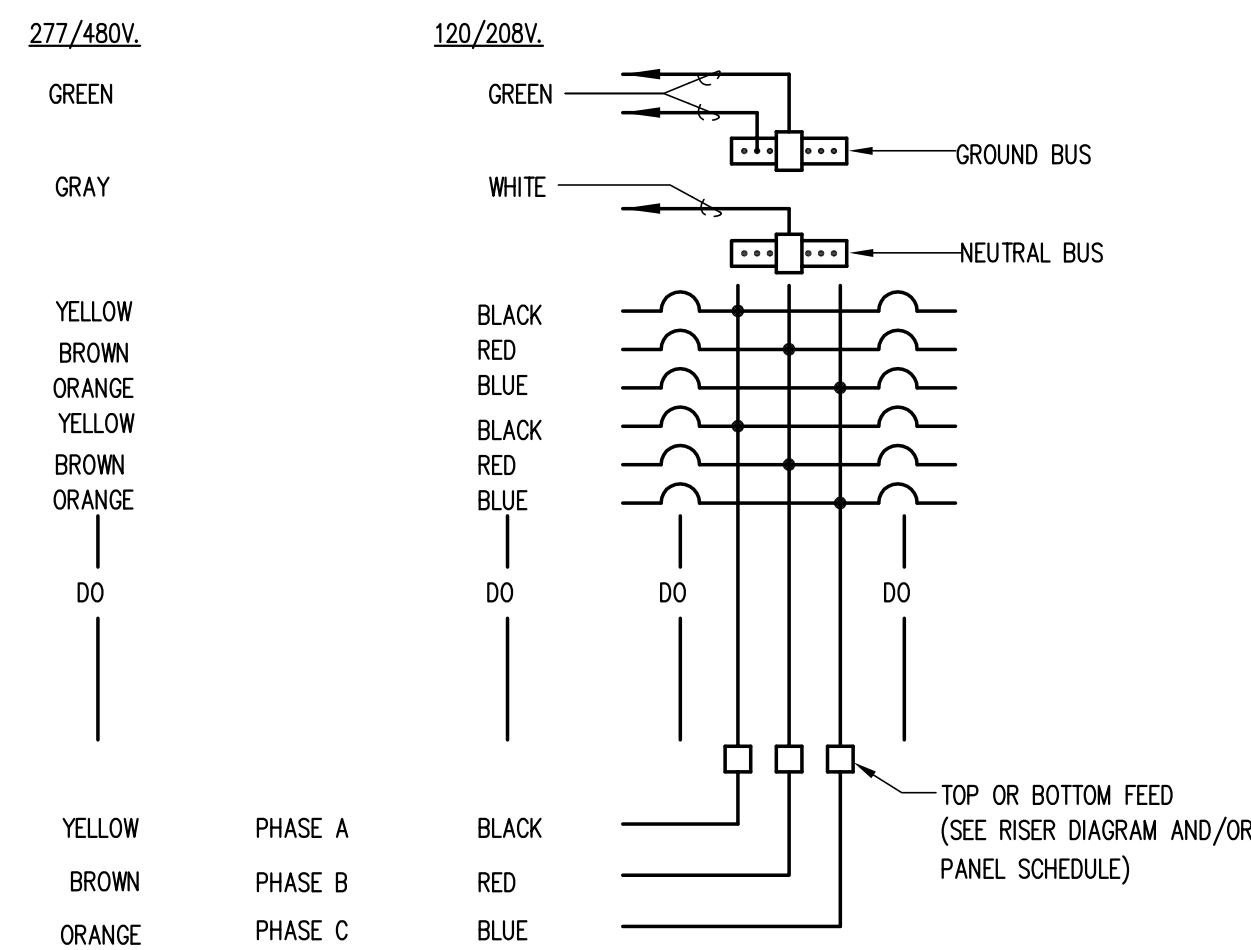 277/480V. 120/208V.
GREEN GREEN
GROUND BUS
GRAY WHITE
NEUTRAL BUS
YELLOW BLACK
BROWN RED
ORANGE BLUE
YELLOW BLACK
BROWN RED
ORANGE BLUE
DO DO DO DO
TOP OR BOTTOM FEED
(SEE RISER DIAGRAM AND/OR
PANEL SCHEDULE)
YELLOW PHASE A BLACK
BROWN PHASE B RED
ORANGE PHASE C BLUE